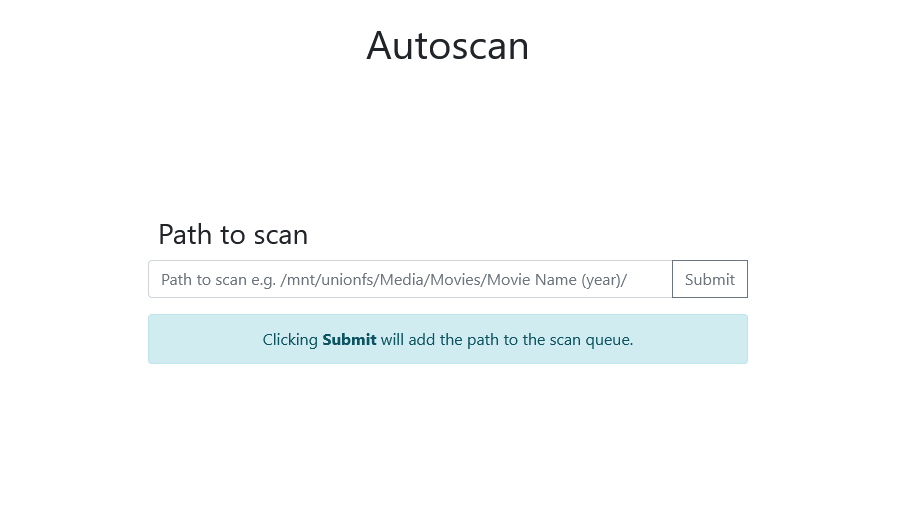 Autoscan
Path to scan
Path to scan e.g. /mnt/unionfs/Media/Movies/Movie Name (year)/ Submit
Clicking Submit will add the path to the scan queue.